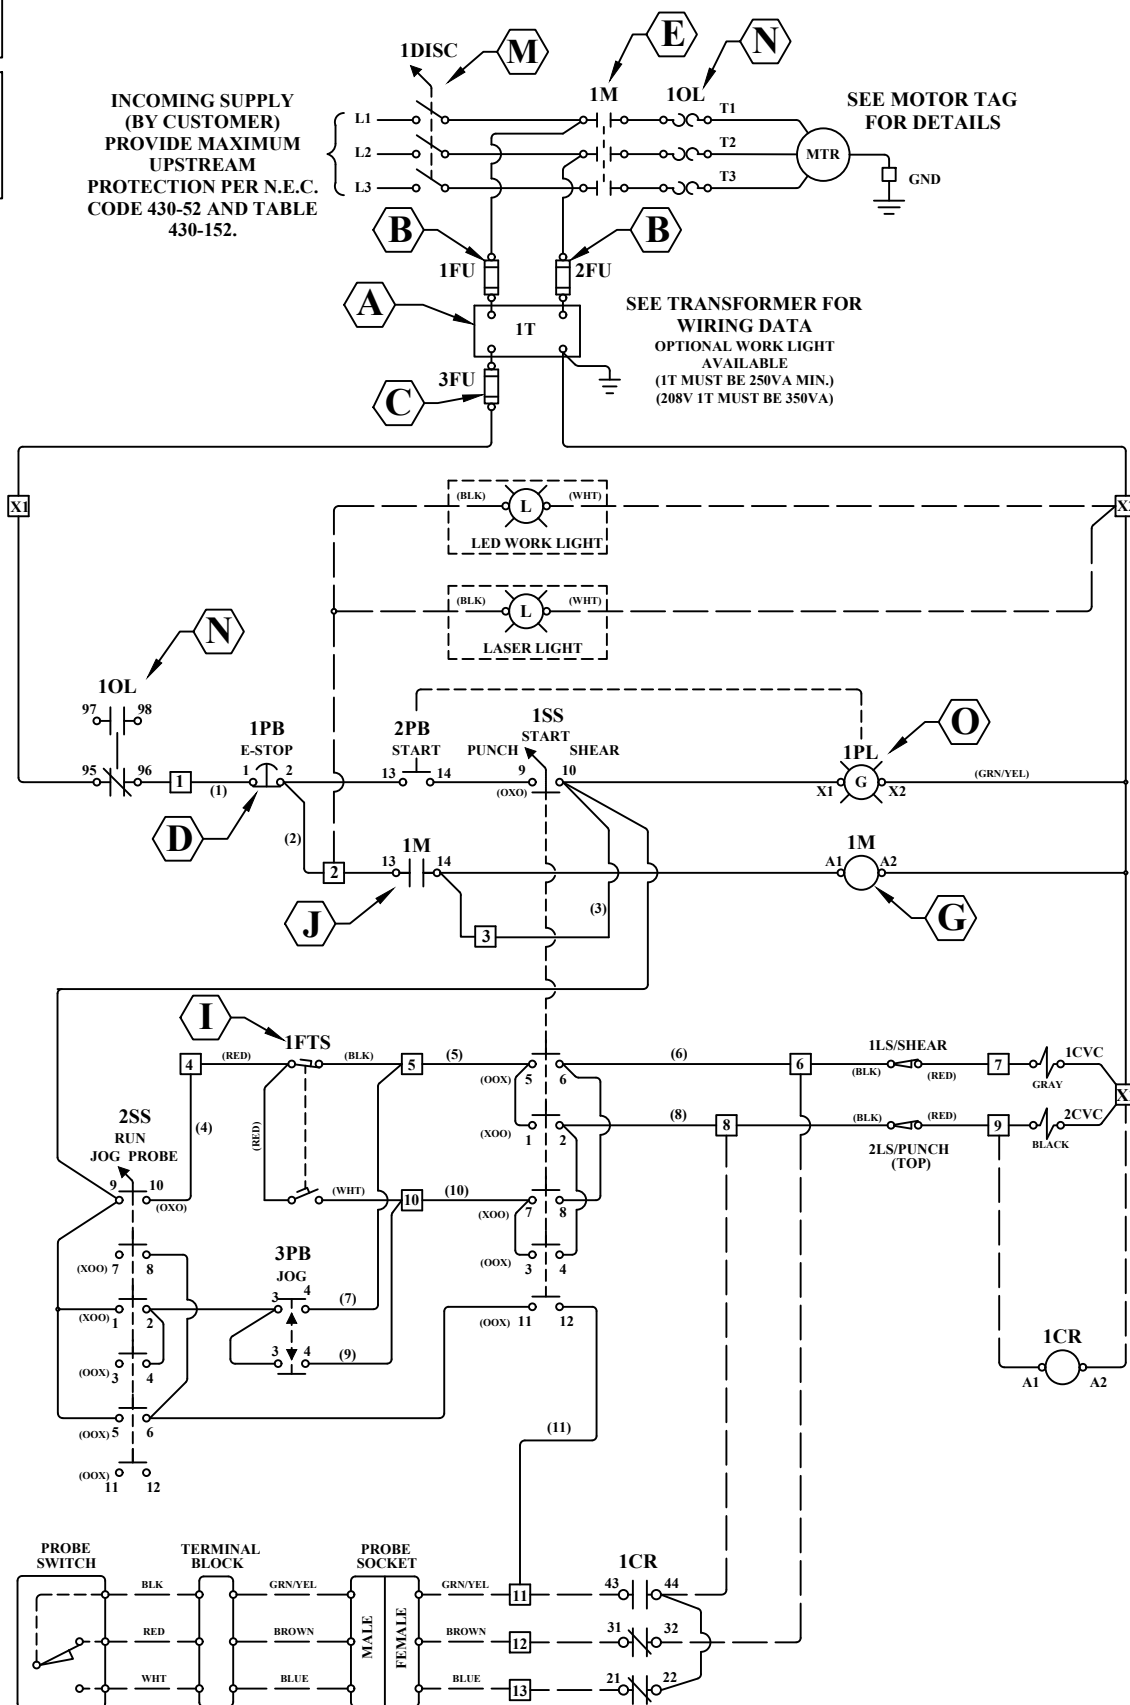 1DISC
M
E
N
INCOMING SUPPLY
(BY CUSTOMER)
PROVIDE MAXIMUM
UPSTREAM
PROTECTION PER N.E.C.
CODE 430-52 AND TABLE
430-152.
L1
L2
L3
1M
1OL
T1
T2
T3
SEE MOTOR TAG
FOR DETAILS
MTR
GND
B
B
1FU
2FU
A
1T
SEE TRANSFORMER FOR
WIRING DATA
OPTIONAL WORK LIGHT
AVAILABLE
(1T MUST BE 250VA MIN.)
(208V 1T MUST BE 350VA)
3FU
C
X1
(BLK)
L
(WHT)
LED WORK LIGHT
(BLK)
L
(WHT)
LASER LIGHT
N
1OL
97
98
95
96
1
(1)
1PB
E-STOP
1
2
D
(2)
2
2PB
START
13
14
1SS
START
PUNCH
SHEAR
9
10
(OXO)
1PL
G
X1
X2
O
(GRN/YEL)
J
1M
13
14
3
(3)
1M
A1
A2
G
I
1FTS
4
(RED)
(BLK)
5
(5)
(4)
(RED)
(WHT)
10
(10)
(OOX)
5
6
(XOO)
1
2
(XOO)
7
8
(OOX)
3
4
(OOX)
11
12
(6)
6
(8)
8
1LS/SHEAR
(BLK)
(RED)
7
1CVC
GRAY
(BLK)
(RED)
2LS/PUNCH
(TOP)
9
2CVC
BLACK
2SS
RUN
JOG PROBE
9
10
(OXO)
(XOO)
7
8
(XOO)
1
2
(OOX)
3
4
(OOX)
5
6
(OOX)
11
12
3PB
JOG
3
4
(7)
3
4
(9)
(11)
1CR
A1
A2
PROBE
SWITCH
TERMINAL
BLOCK
PROBE
SOCKET
1CR
BLK
GRN/YEL
GRN/YEL
11
43
44
RED
BROWN
BROWN
12
31
32
WHT
BLUE
BLUE
13
21
22
MALE
FEMALE